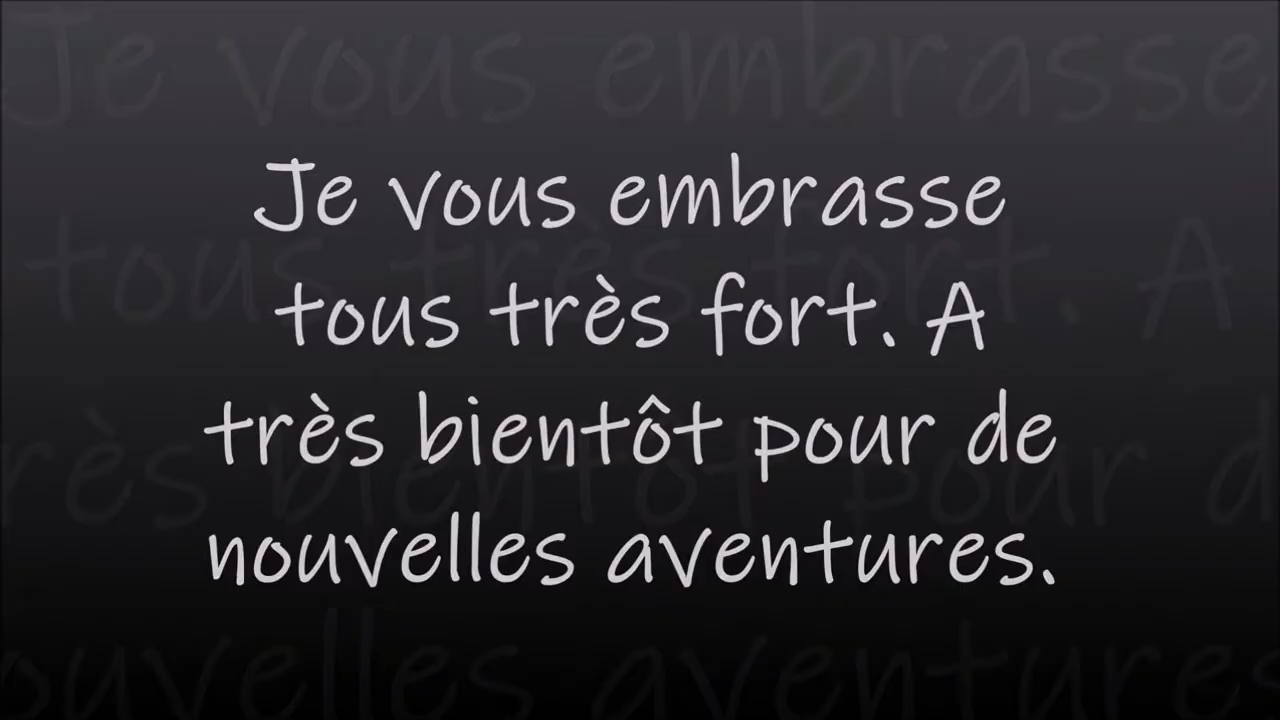 Je vous embrasse
tous très fort. A
très bientôt pour de
nouvelles aventures.